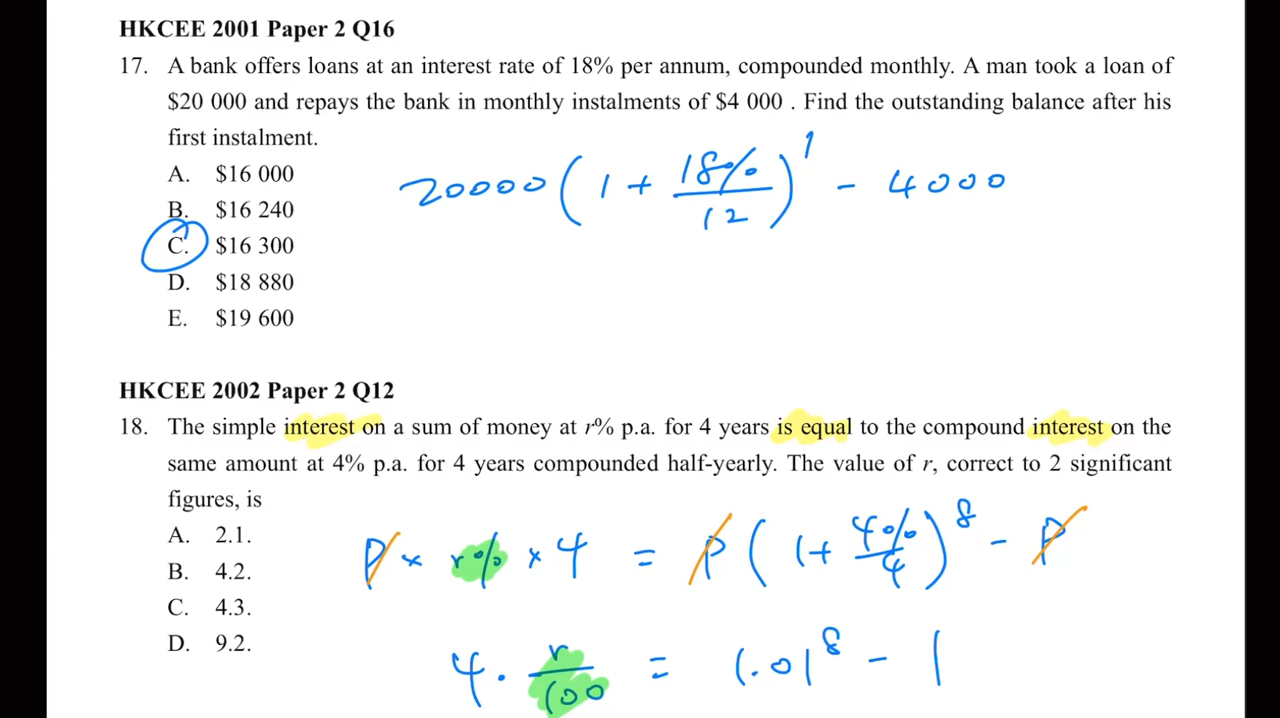 HKCEE 2001 Paper 2 Q16
17. A bank offers loans at an interest rate of 18% per annum, compounded monthly. A man took a loan of
$20 000 and repays the bank in monthly instalments of $4 000 . Find the outstanding balance after his
first instalment.
A. $16 000
B. $16 240
C. $16 300
D. $18 880
E. $19 600
20000 ( 1 + 18% / 12 )^1 - 4000
HKCEE 2002 Paper 2 Q12
18. The simple interest on a sum of money at r% p.a. for 4 years is equal to the compound interest on the
same amount at 4% p.a. for 4 years compounded half-yearly. The value of r, correct to 2 significant
figures, is
A. 2.1.
B. 4.2.
C. 4.3.
D. 9.2.
P × r% × 4 = P ( 1 + 4% / 4 )^8 - P
4 · r / 100 = 1.01^8 - 1